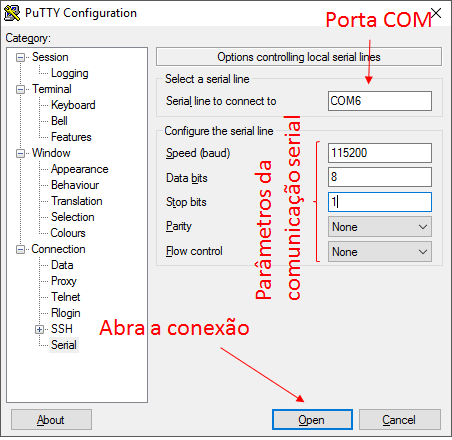 PuTTY Configuration
Porta COM
Category:
Session
Logging
Terminal
Keyboard
Bell
Features
Window
Appearance
Behaviour
Translation
Selection
Colours
Connection
Data
Proxy
Telnet
Rlogin
SSH
Serial
Options controlling local serial lines
Select a serial line
Serial line to connect to COM6
Configure the serial line
Speed (baud) 115200
Data bits 8
Stop bits 1
Parity None
Flow control None
Parâmetros da
comunicação serial
Abra a conexão
About Open Cancel